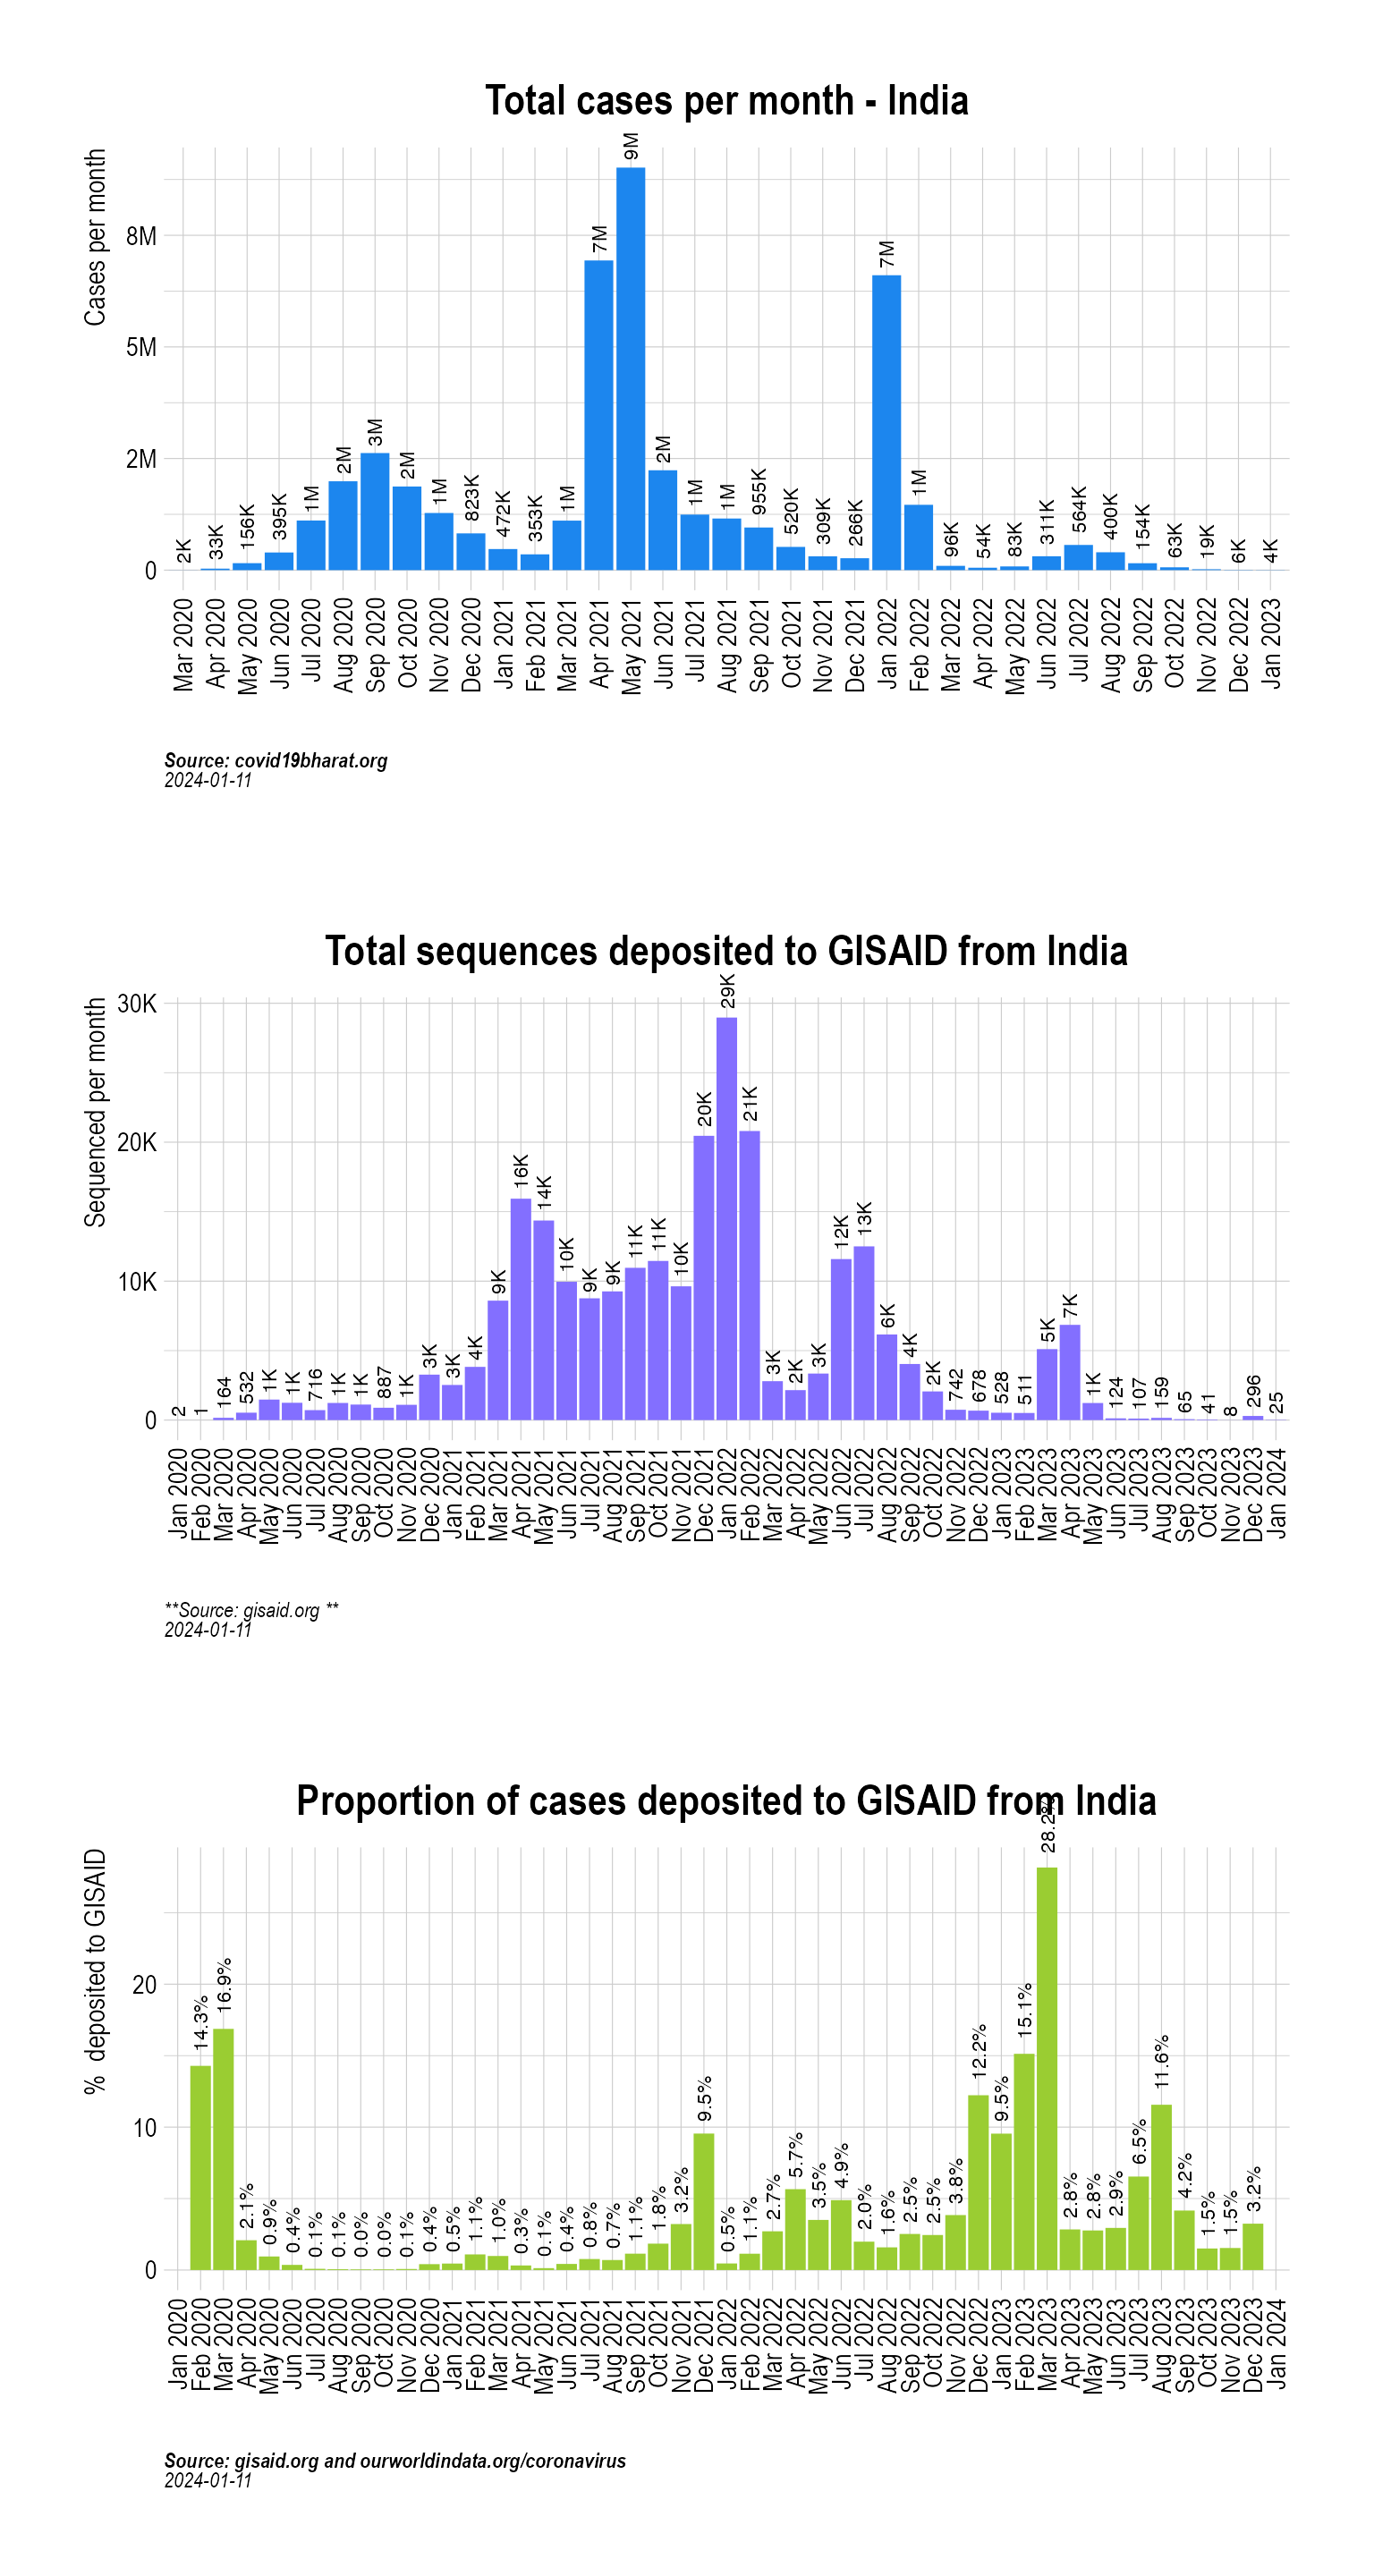 Total cases per month - India
Cases per month
8M
5M
2M
0
2K
33K
156K
395K
1M
2M
3M
2M
1M
823K
472K
353K
1M
7M
9M
2M
1M
1M
955K
520K
309K
266K
7M
1M
96K
54K
83K
311K
564K
400K
154K
63K
19K
6K
4K
Mar 2020
Apr 2020
May 2020
Jun 2020
Jul 2020
Aug 2020
Sep 2020
Oct 2020
Nov 2020
Dec 2020
Jan 2021
Feb 2021
Mar 2021
Apr 2021
May 2021
Jun 2021
Jul 2021
Aug 2021
Sep 2021
Oct 2021
Nov 2021
Dec 2021
Jan 2022
Feb 2022
Mar 2022
Apr 2022
May 2022
Jun 2022
Jul 2022
Aug 2022
Sep 2022
Oct 2022
Nov 2022
Dec 2022
Jan 2023
Source: covid19bharat.org
2024-01-11
Total sequences deposited to GISAID from India
Sequenced per month
30K
20K
10K
0
2
1
164
532
1K
1K
716
1K
1K
887
1K
3K
3K
4K
9K
16K
14K
10K
9K
9K
11K
11K
10K
20K
29K
21K
3K
2K
3K
12K
13K
6K
4K
2K
742
678
528
511
5K
7K
1K
124
107
159
65
41
8
296
25
Jan 2020
Feb 2020
Mar 2020
Apr 2020
May 2020
Jun 2020
Jul 2020
Aug 2020
Sep 2020
Oct 2020
Nov 2020
Dec 2020
Jan 2021
Feb 2021
Mar 2021
Apr 2021
May 2021
Jun 2021
Jul 2021
Aug 2021
Sep 2021
Oct 2021
Nov 2021
Dec 2021
Jan 2022
Feb 2022
Mar 2022
Apr 2022
May 2022
Jun 2022
Jul 2022
Aug 2022
Sep 2022
Oct 2022
Nov 2022
Dec 2022
Jan 2023
Feb 2023
Mar 2023
Apr 2023
May 2023
Jun 2023
Jul 2023
Aug 2023
Sep 2023
Oct 2023
Nov 2023
Dec 2023
Jan 2024
**Source: gisaid.org **
2024-01-11
Proportion of cases deposited to GISAID from India
% deposited to GISAID
20
10
0
14.3%
16.9%
2.1%
0.9%
0.4%
0.1%
0.1%
0.0%
0.0%
0.1%
0.4%
0.5%
1.1%
1.0%
0.3%
0.1%
0.4%
0.8%
0.7%
1.1%
1.8%
3.2%
9.5%
0.5%
1.1%
2.7%
5.7%
3.5%
4.9%
2.0%
1.6%
2.5%
2.5%
3.8%
12.2%
9.5%
15.1%
28.2%
2.8%
2.8%
2.9%
6.5%
11.6%
4.2%
1.5%
1.5%
3.2%
Jan 2020
Feb 2020
Mar 2020
Apr 2020
May 2020
Jun 2020
Jul 2020
Aug 2020
Sep 2020
Oct 2020
Nov 2020
Dec 2020
Jan 2021
Feb 2021
Mar 2021
Apr 2021
May 2021
Jun 2021
Jul 2021
Aug 2021
Sep 2021
Oct 2021
Nov 2021
Dec 2021
Jan 2022
Feb 2022
Mar 2022
Apr 2022
May 2022
Jun 2022
Jul 2022
Aug 2022
Sep 2022
Oct 2022
Nov 2022
Dec 2022
Jan 2023
Feb 2023
Mar 2023
Apr 2023
May 2023
Jun 2023
Jul 2023
Aug 2023
Sep 2023
Oct 2023
Nov 2023
Dec 2023
Jan 2024
Source: gisaid.org and ourworldindata.org/coronavirus
2024-01-11